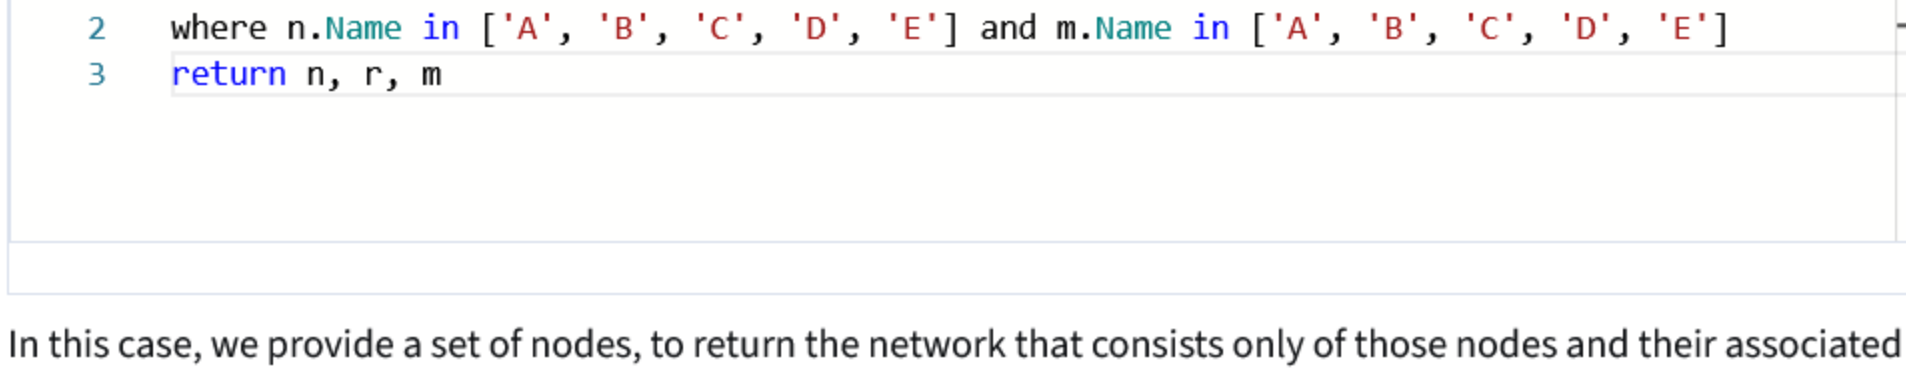 2 where n.Name in ['A', 'B', 'C', 'D', 'E'] and m.Name in ['A', 'B', 'C', 'D', 'E']
3 return n, r, m
In this case, we provide a set of nodes, to return the network that consists only of those nodes and their associated